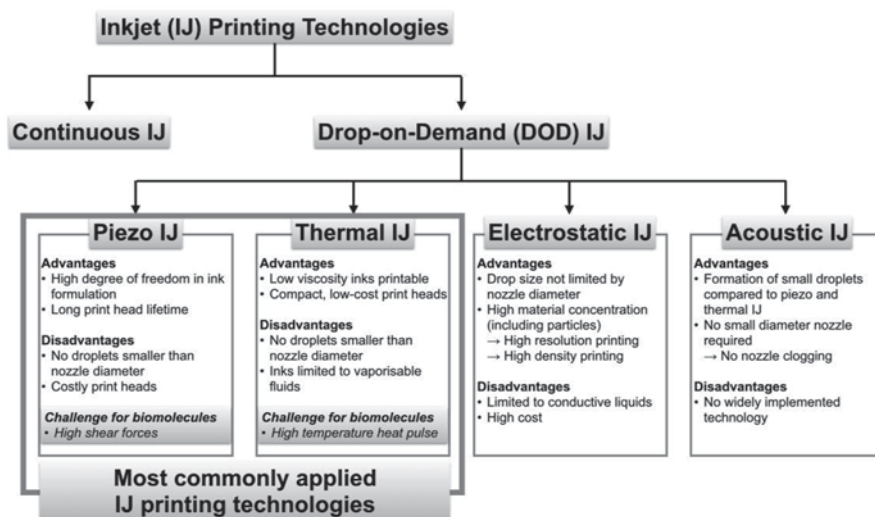 Inkjet (IJ) Printing Technologies
Continuous IJ
Drop-on-Demand (DOD) IJ
Piezo IJ
Advantages
• High degree of freedom in ink
formulation
• Long print head lifetime
Disadvantages
• No droplets smaller than
nozzle diameter
• Costly print heads
Challenge for biomolecules
• High shear forces
Thermal IJ
Advantages
• Low viscosity inks printable
• Compact, low-cost print heads
Disadvantages
• No droplets smaller than
nozzle diameter
• Inks limited to vaporisable
fluids
Challenge for biomolecules
• High temperature heat pulse
Most commonly applied
IJ printing technologies
Electrostatic IJ
Advantages
• Drop size not limited by
nozzle diameter
• High material concentration
(including particles)
→ High resolution printing
→ High density printing
Disadvantages
• Limited to conductive liquids
• High cost
Acoustic IJ
Advantages
• Formation of small droplets
compared to piezo and
thermal IJ
• No small diameter nozzle
required
→ No nozzle clogging
Disadvantages
• No widely implemented
technology